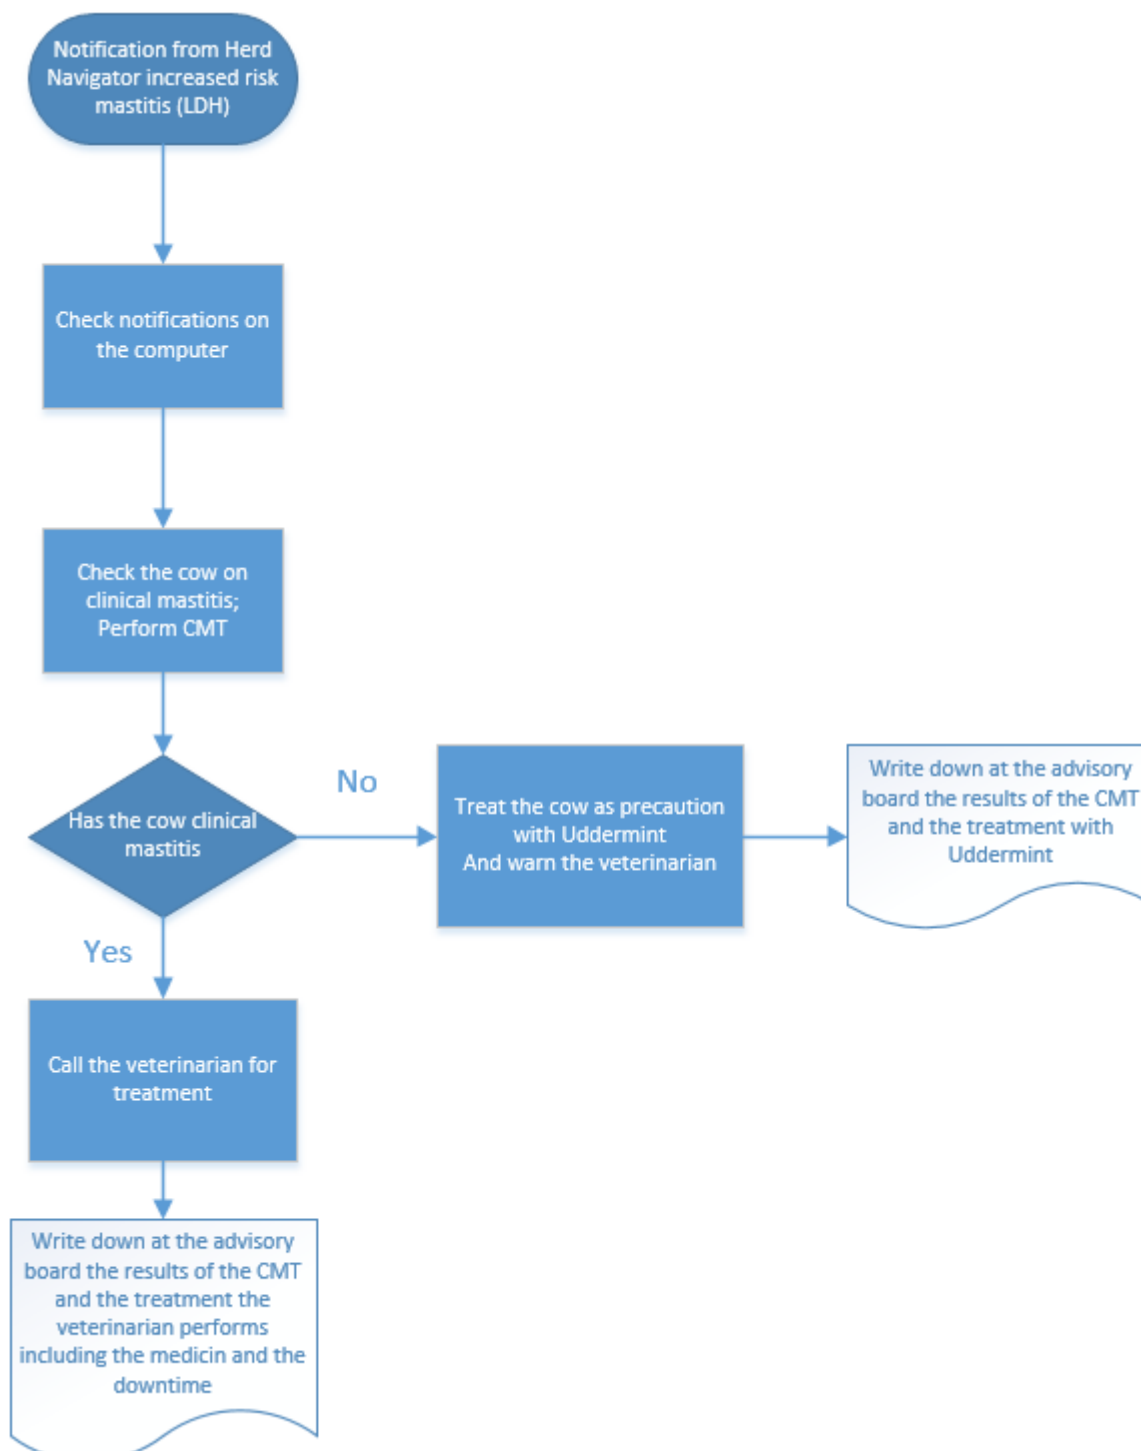 Notification from Herd
Navigator increased risk
mastitis (LDH)
Check notifications on
the computer
Check the cow on
clinical mastitis;
Perform CMT
Has the cow clinical
mastitis
No
Treat the cow as precaution
with Uddermint
And warn the veterinarian
Write down at the advisory
board the results of the CMT
and the treatment with
Uddermint
Yes
Call the veterinarian for
treatment
Write down at the advisory
board the results of the CMT
and the treatment the
veterinarian performs
including the medicin and the
downtime